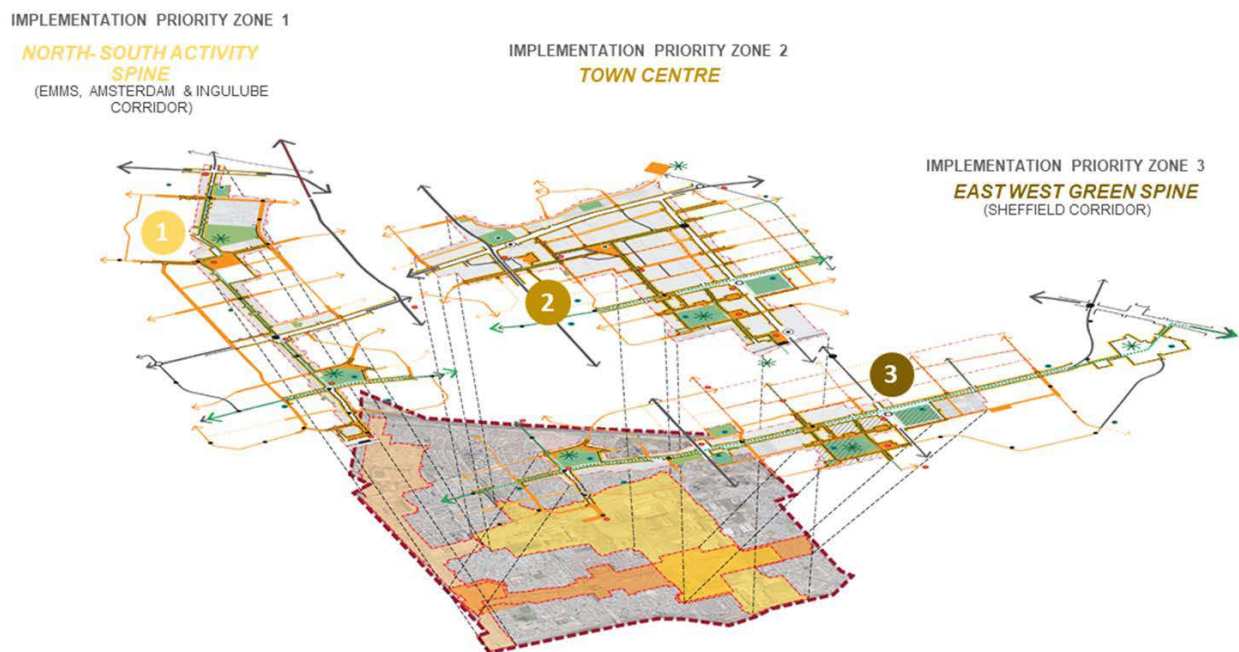 IMPLEMENTATION PRIORITY ZONE 1
NORTH- SOUTH ACTIVITY
SPINE
(EMMS, AMSTERDAM & INGULUBE
CORRIDOR)
IMPLEMENTATION PRIORITY ZONE 2
TOWN CENTRE
IMPLEMENTATION PRIORITY ZONE 3
EAST WEST GREEN SPINE
(SHEFFIELD CORRIDOR)
1
2
3